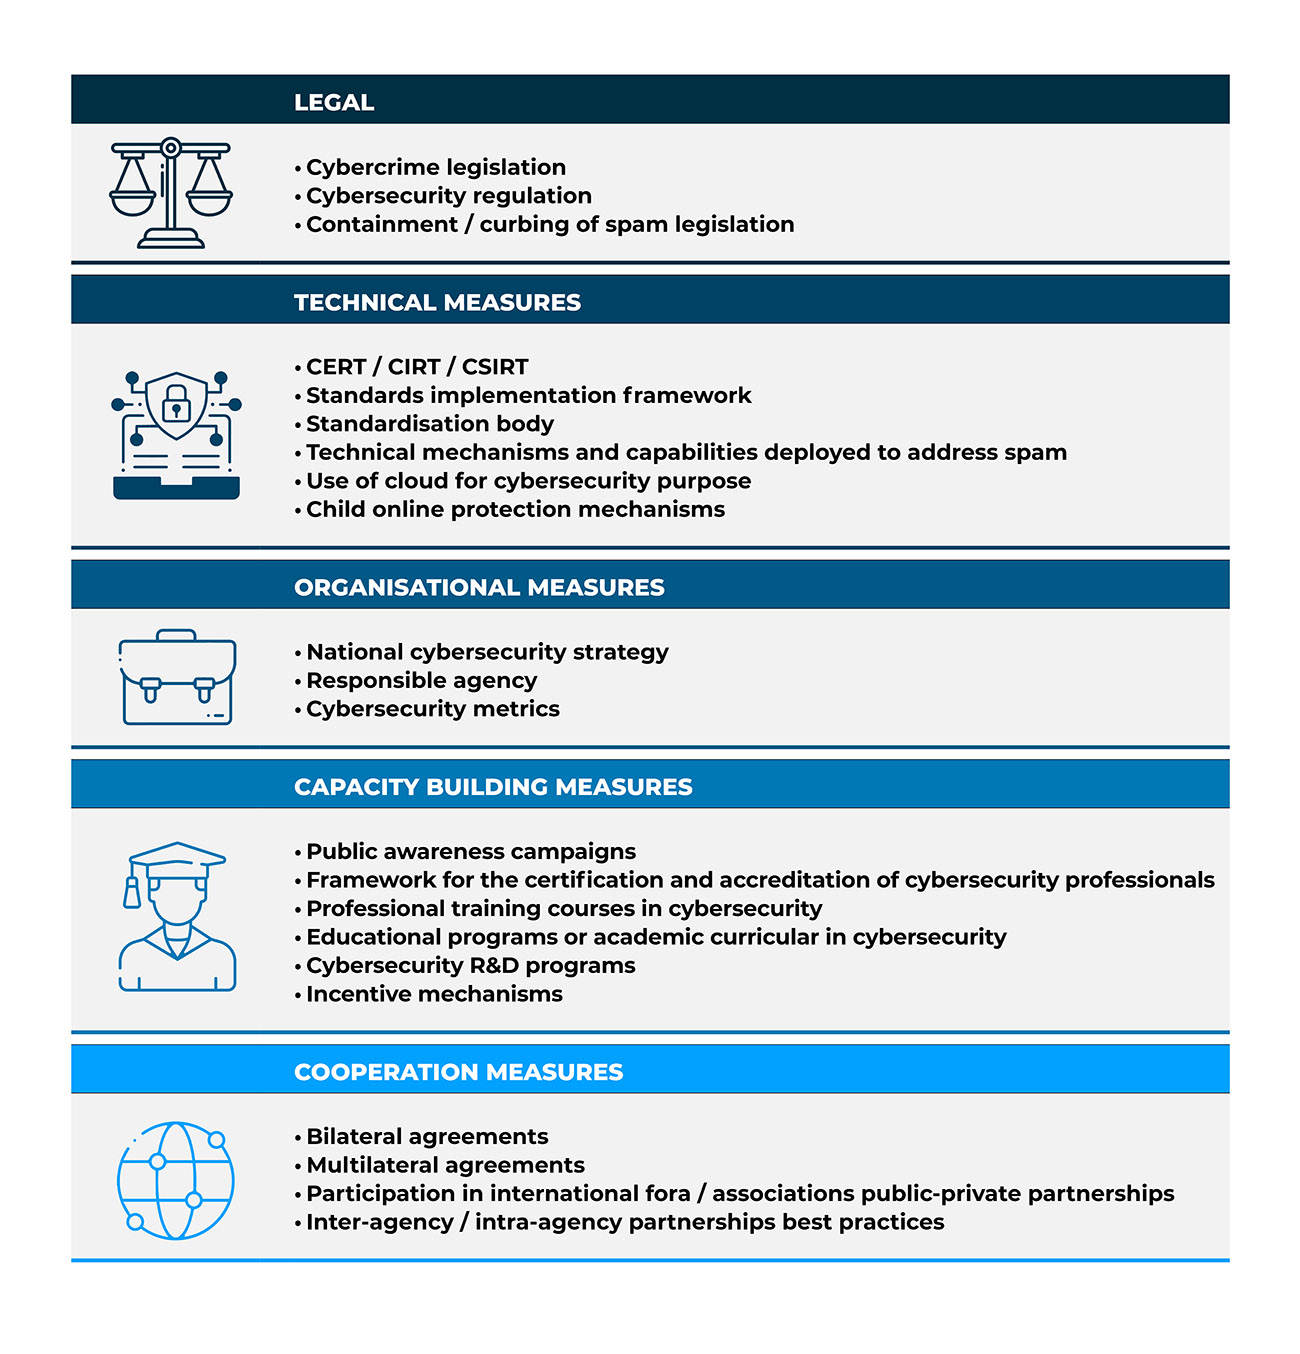 LEGAL
• Cybercrime legislation
• Cybersecurity regulation
• Containment / curbing of spam legislation
TECHNICAL MEASURES
• CERT / CIRT / CSIRT
• Standards implementation framework
• Standardisation body
• Technical mechanisms and capabilities deployed to address spam
• Use of cloud for cybersecurity purpose
• Child online protection mechanisms
ORGANISATIONAL MEASURES
• National cybersecurity strategy
• Responsible agency
• Cybersecurity metrics
CAPACITY BUILDING MEASURES
• Public awareness campaigns
• Framework for the certification and accreditation of cybersecurity professionals
• Professional training courses in cybersecurity
• Educational programs or academic curricular in cybersecurity
• Cybersecurity R&D programs
• Incentive mechanisms
COOPERATION MEASURES
• Bilateral agreements
• Multilateral agreements
• Participation in international fora / associations public-private partnerships
• Inter-agency / intra-agency partnerships best practices